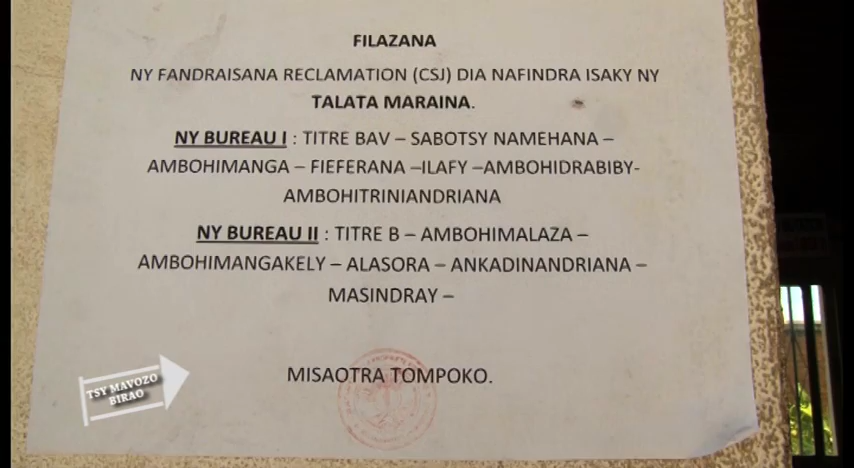 FILAZANA
NY FANDRAISANA RECLAMATION (CSJ) DIA NAFINDRA ISAKY NY
TALATA MARAINA.
NY BUREAU I : TITRE BAV – SABOTSY NAMEHANA –
AMBOHIMANGA – FIEFERANA –ILAFY –AMBOHIDRABIBY-
AMBOHITRINIANDRIANA
NY BUREAU II : TITRE B – AMBOHIMALAZA –
AMBOHIMANGAKELY – ALASORA – ANKADINANDRIANA –
MASINDRAY –
MISAOTRA TOMPOKO.
TSY MAVOZO
BIRAO